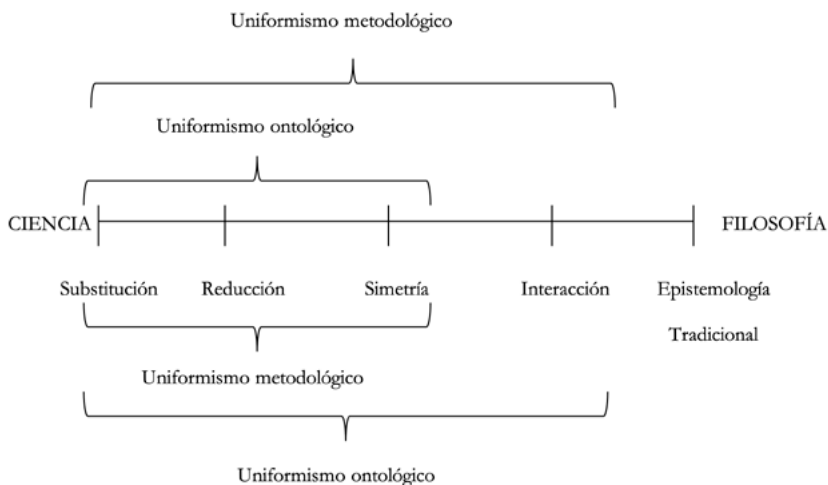 Uniformismo metodológico
Uniformismo ontológico
CIENCIA
FILOSOFÍA
Substitución Reducción Simetría Interacción Epistemología
Tradicional
Uniformismo metodológico
Uniformismo ontológico